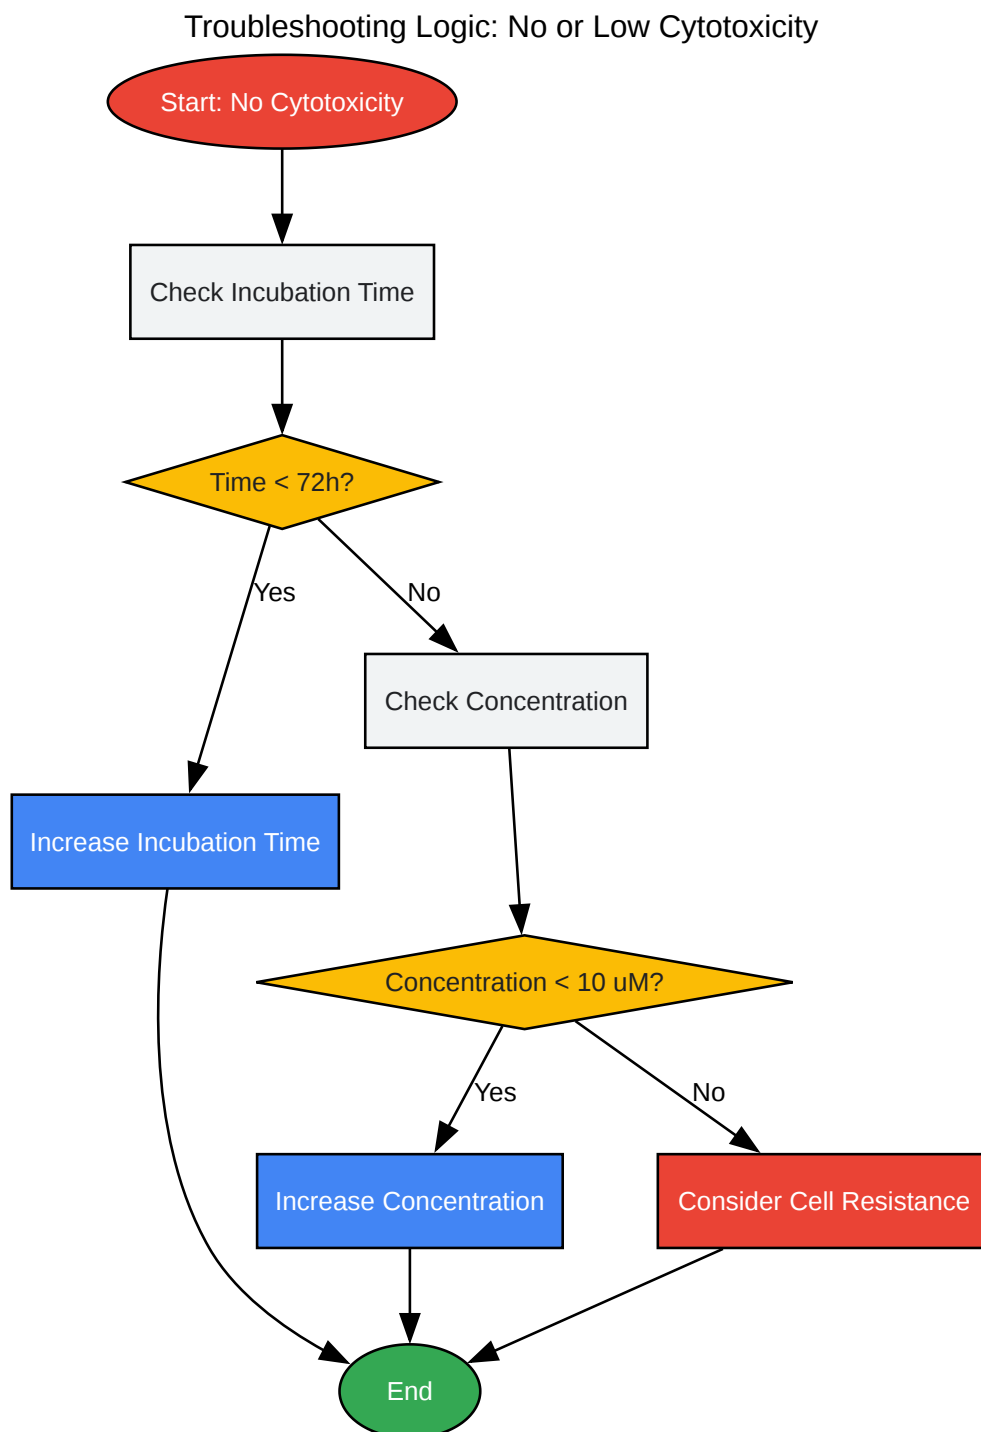 Troubleshooting Logic: No or Low Cytotoxicity
Start: No Cytotoxicity
Check Incubation Time
Time < 72h?
Yes
No
Check Concentration
Increase Incubation Time
Concentration < 10 uM?
Yes
No
Increase Concentration
Consider Cell Resistance
End